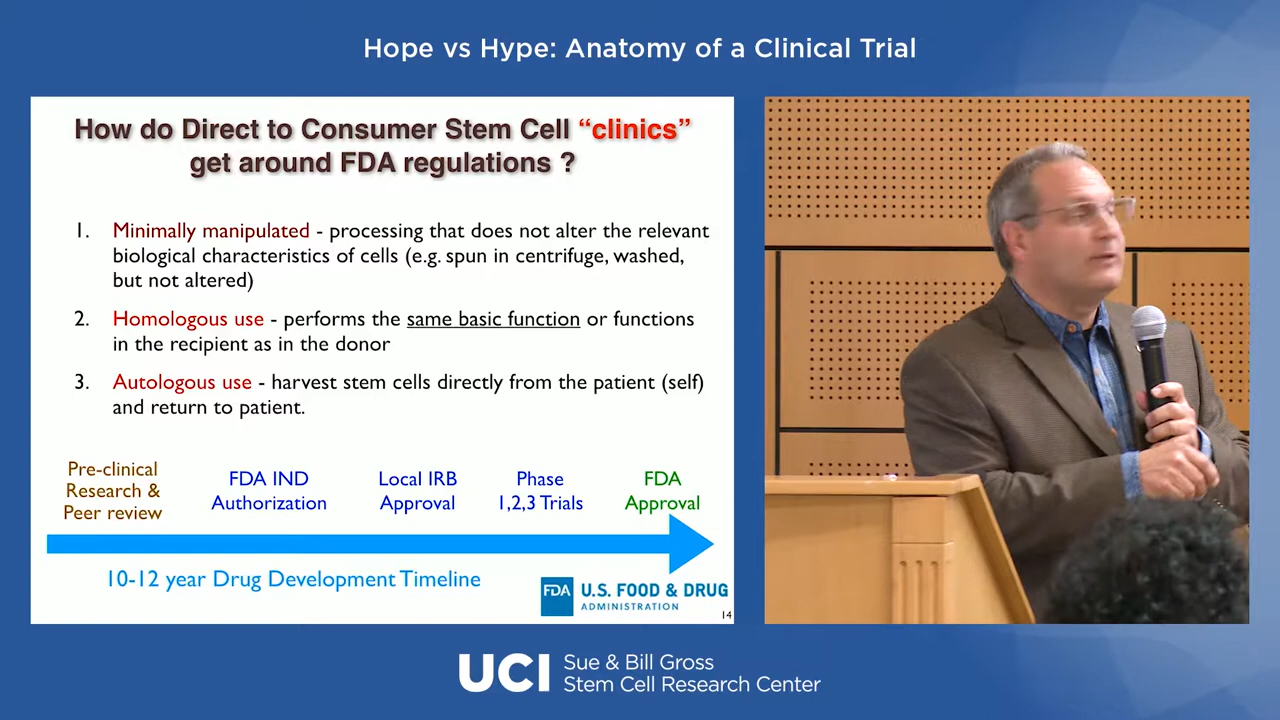 Hope vs Hype: Anatomy of a Clinical Trial
How do Direct to Consumer Stem Cell “clinics”
get around FDA regulations ?
1. Minimally manipulated - processing that does not alter the relevant
biological characteristics of cells (e.g. spun in centrifuge, washed,
but not altered)
2. Homologous use - performs the same basic function or functions
in the recipient as in the donor
3. Autologous use - harvest stem cells directly from the patient (self)
and return to patient.
Pre-clinical
Research &
Peer review
FDA IND
Authorization
Local IRB
Approval
Phase
1,2,3 Trials
FDA
Approval
10-12 year Drug Development Timeline
FDA
U.S. FOOD & DRUG
ADMINISTRATION
14
UCI
Sue & Bill Gross
Stem Cell Research Center